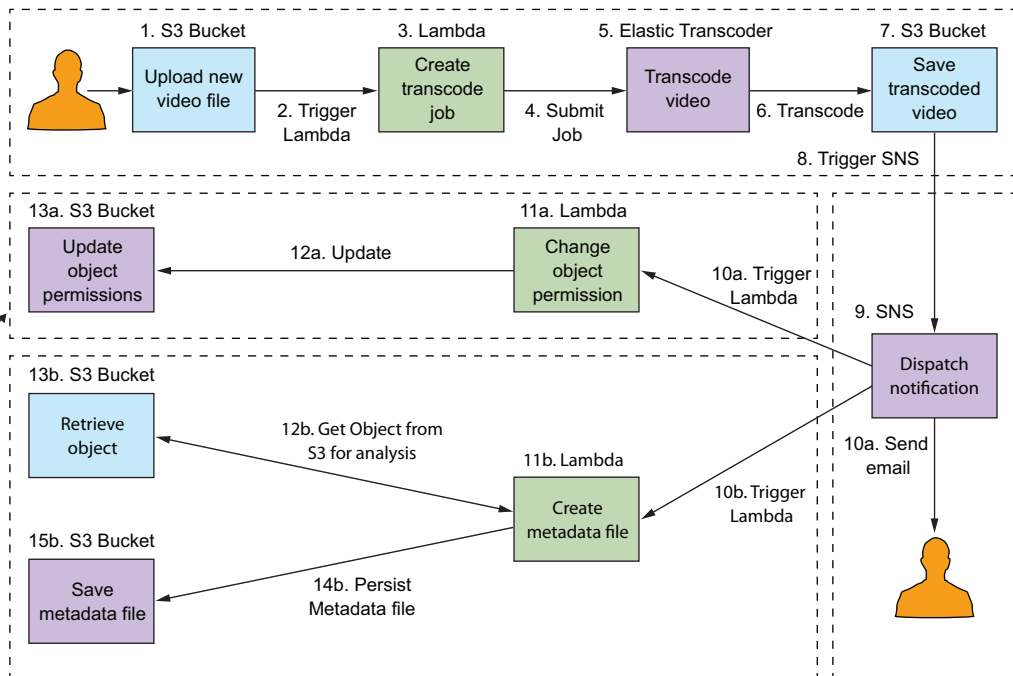 1. S3 Bucket
Upload new
video file
2. Trigger
Lambda
3. Lambda
Create
transcode
job
4. Submit
Job
5. Elastic Transcoder
Transcode
video
6. Transcode
7. S3 Bucket
Save
transcoded
video
8. Trigger SNS
9. SNS
Dispatch
notification
10a. Send
email
10a. Trigger
Lambda
11a. Lambda
Change
object
permission
12a. Update
13a. S3 Bucket
Update
object
permissions
10b. Trigger
Lambda
11b. Lambda
Create
metadata file
12b. Get Object from
S3 for analysis
13b. S3 Bucket
Retrieve
object
14b. Persist
Metadata file
15b. S3 Bucket
Save
metadata file